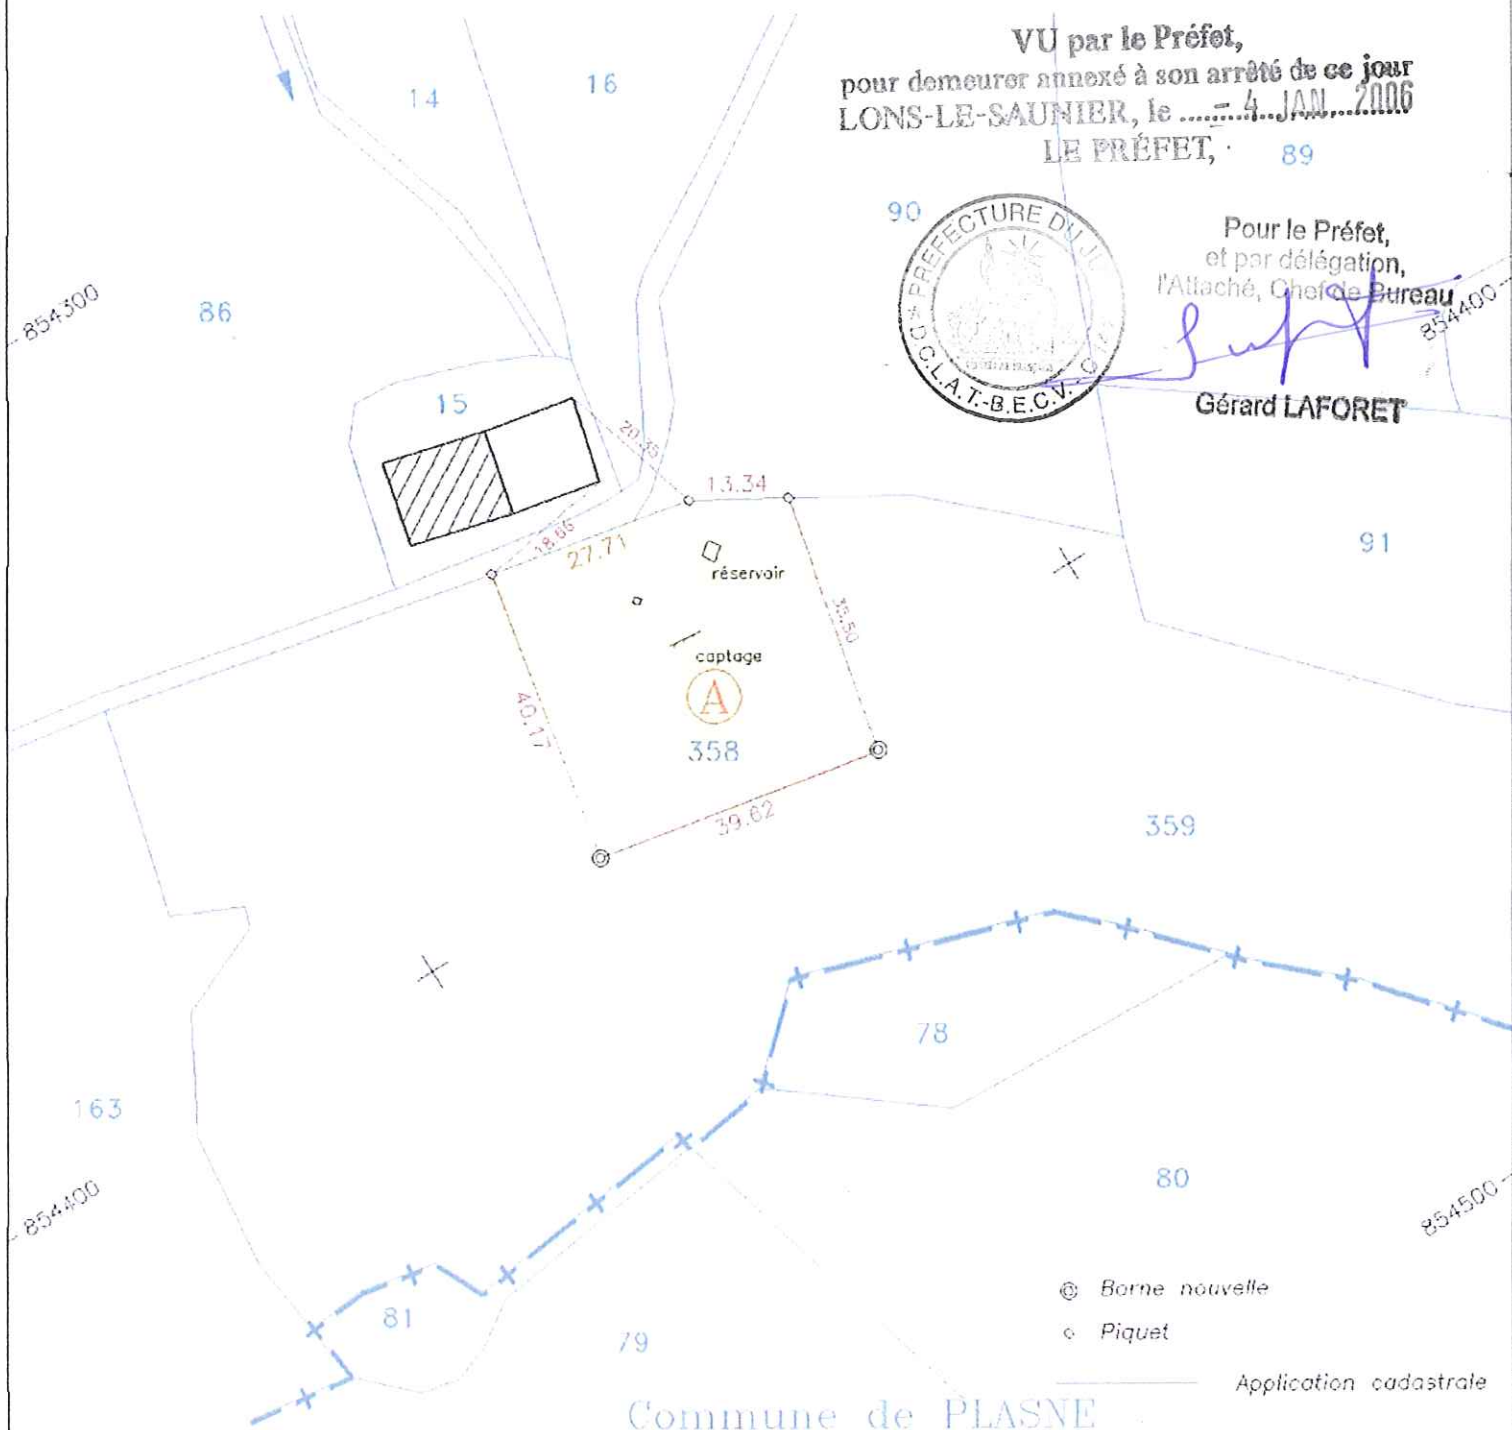 VU par le Préfet,
pour demeurer annexé à son arrêté de ce jour
LONS-LE-SAUNIER, le ........- 4. JAN. 2006
LE PRÉFET,
14
16
89
90
86
PREFECTURE DU JU
D.C.L.A.T.-B.E.C.V.
Pour le Préfet,
et par délégation,
l'Attaché, Chef de Bureau
Gérard LAFORET
854300
854400
15
20.35
13.34
18.66
27.71
réservoir
35.50
91
captage
A
40.17
358
39.62
359
78
163
80
854400
854500
81
79
Borne nouvelle
Piquet
Application cadastrale
Commune de PLASNE